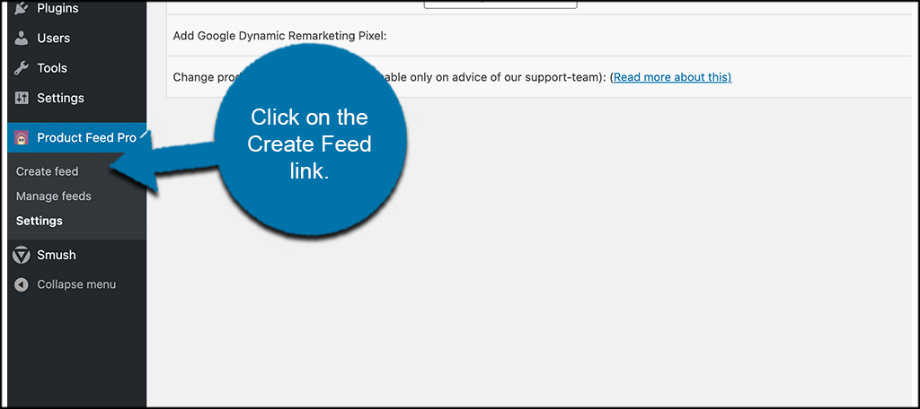 Plugins
Users
Tools
Settings
Product Feed Pro
Create feed
Manage feeds
Settings
Smush
Collapse menu
Add Google Dynamic Remarketing Pixel:
Change able only on advice of our support-team): (Read more about this)
Click on the
Create Feed
link.